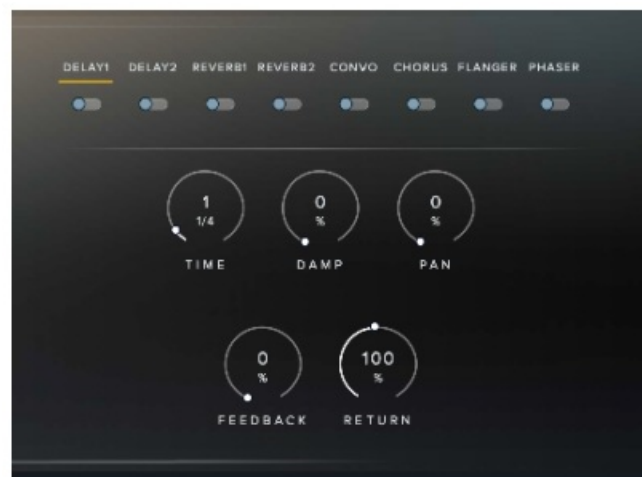 DELAY1 DELAY2 REVERB1 REVERB2 CONVO CHORUS FLANGER PHASER
1 0 0
1/4 % %
TIME DAMP PAN
0 100
% %
FEEDBACK RETURN